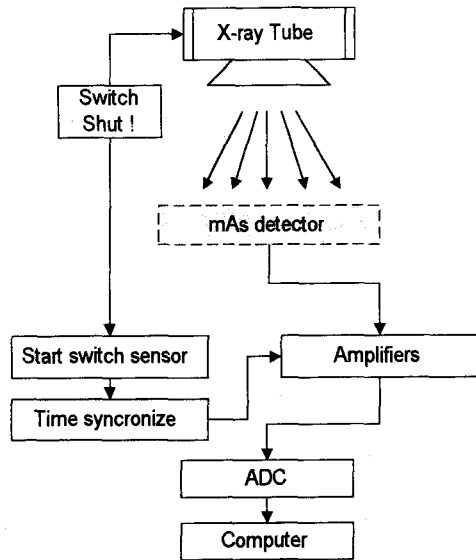 X-ray Tube
Switch
Shut !
mAs detector
Start switch sensor
Amplifiers
Time syncronize
ADC
Computer